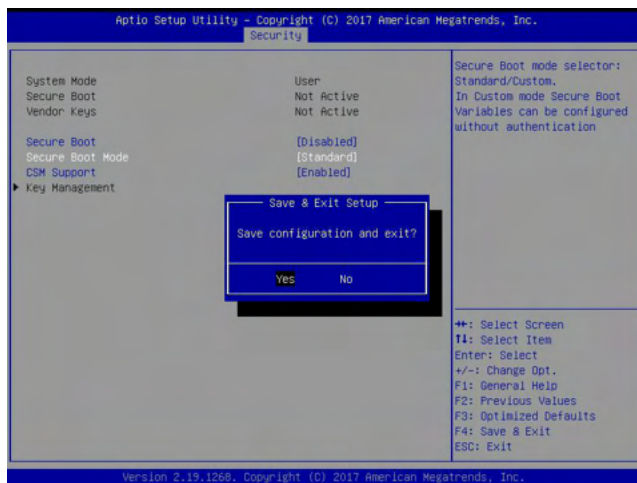 Aptio Setup Utility – Copyright (C) 2017 American Megatrends, Inc.
Security
System Mode User
Secure Boot Not Active
Vendor Keys Not Active
Secure Boot [Disabled]
Secure Boot Mode [Standard]
CSM Support [Enabled]
Key Management
Save & Exit Setup
Save configuration and exit?
Yes No
Secure Boot mode selector:
Standard/Custom.
In Custom mode Secure Boot
Variables can be configured
without authentication
→←: Select Screen
↑↓: Select Item
Enter: Select
+/-: Change Opt.
F1: General Help
F2: Previous Values
F3: Optimized Defaults
F4: Save & Exit
ESC: Exit
Version 2.19.1268. Copyright (C) 2017 American Megatrends, Inc.